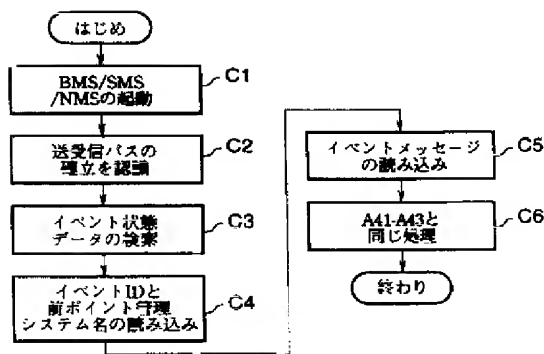 はじめ
BMS/SMS
/NMSの起動
C1
送受信パスの
確立を認識
C2
イベント状態
データの検索
C3
イベントIDと
前ポイント管理
システム名の読み込み
C4
イベントメッセージ
の読み込み
C5
A41-A43と
同じ処理
C6
終わり